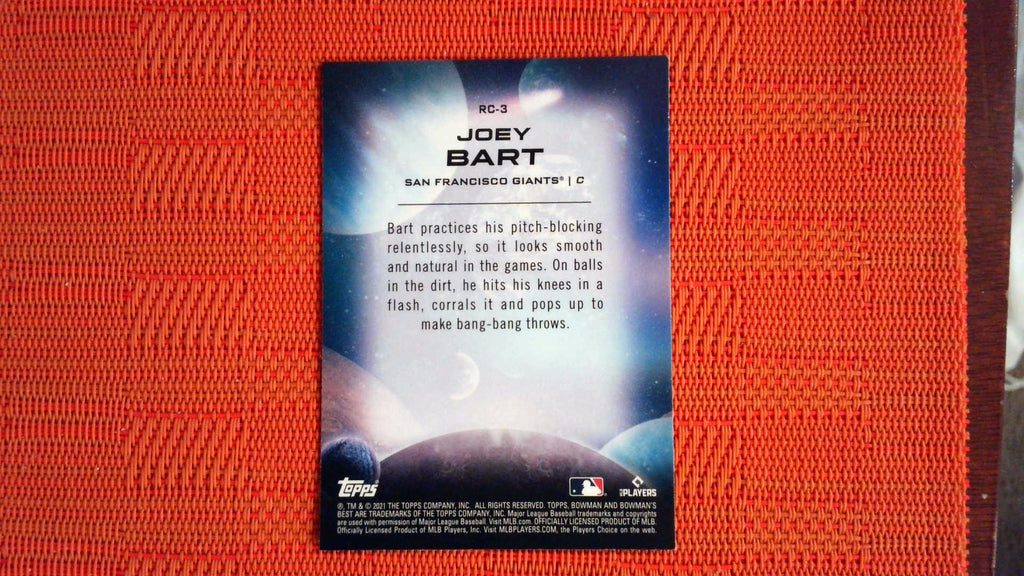 RC-3
JOEY
BART
SAN FRANCISCO GIANTS® | C
Bart practices his pitch-blocking
relentlessly, so it looks smooth
and natural in the games. On balls
in the dirt, he hits his knees in a
flash, corrals it and pops up to
make bang-bang throws.
topps
PLAYERS
®, TM & © 2021 THE TOPPS COMPANY, INC. ALL RIGHTS RESERVED. TOPPS, BOWMAN AND BOWMAN'S
BEST ARE TRADEMARKS OF THE TOPPS COMPANY, INC. Major League Baseball trademarks and copyrights
are used with permission of Major League Baseball. Visit MLB.com. OFFICIALLY LICENSED PRODUCT OF MLB
Officially Licensed Product of MLB Players, Inc. Visit MLBPLAYERS.COM, the Players Choice on the web.